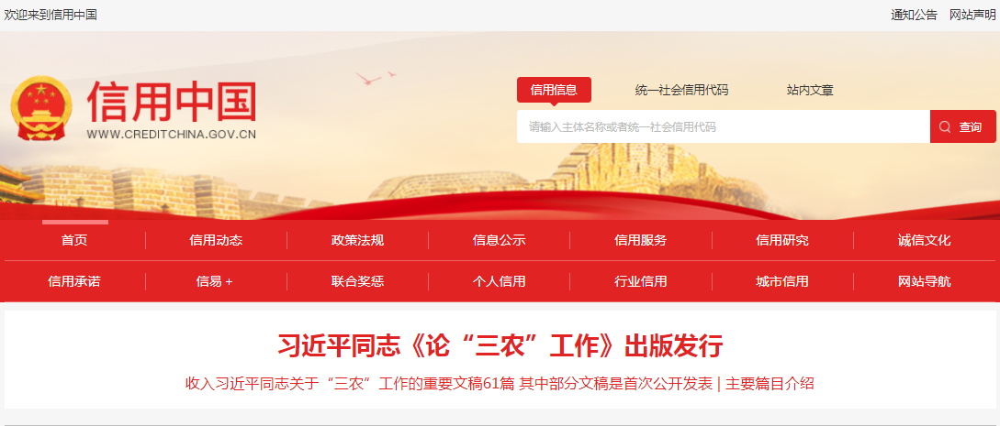 欢迎来到信用中国 通知公告 网站声明
信用中国
WWW.CREDITCHINA.GOV.CN
信用信息 统一社会信用代码 站内文章
请输入主体名称或者统一社会信用代码 查询
首页 信用动态 政策法规 信息公示 信用服务 信用研究 诚信文化
信用承诺 信易+ 联合奖惩 个人信用 行业信用 城市信用 网站导航
习近平同志《论“三农”工作》出版发行
收入习近平同志关于“三农”工作的重要文稿61篇 其中部分文稿是首次公开发表 | 主要篇目介绍